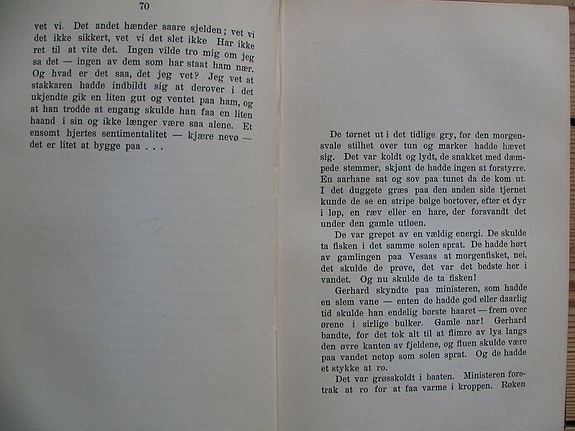 70
vet vi. Det andet hænder saare sjelden; vet vi
det ikke sikkert, vet vi det slet ikke Har ikke
ret til at vite det. Ingen vilde tro mig om jeg
sa det — ingen av dem som har staat ham nær.
Og hvad er det saa, det jeg vet? Jeg vet at
stakkaren hadde indbildt sig at derover i det
ukjendte gik en liten gut og ventet paa ham, og
at han trodde at engang skulde han faa en liten
haand i sin og ikke længer være saa alene. Et
ensomt hjertes sentimentalitet — kjære nevø —
det er litet at bygge paa . . .
De tørnet ut i det tidlige gry, før den morgen-
svale stilhet over tun og marker hadde hævet
sig. Det var koldt og lydt, de snakket med dæm-
pede stemmer, skjønt de hadde ingen at forstyrre.
En aarhane sat og sov paa tunet da de kom ut.
I det duggete græs paa den anden side tjernet
kunde de se en stripe bølge bortover, efter et dyr
i løp, en ræv eller en hare, der forsvandt det
under den gamle utløen.
De var grepet av en vældig energi. De skulde
ta fisken i det samme solen sprat. De hadde hørt
av gamlingen paa Vesaas at morgenfisket, nei,
det skulde de prøve, det var det bedste her i
vandet. Og nu skulde de ta fisken!
Gerhard skyndte paa ministeren, som hadde
en slem vane — enten de hadde god eller daarlig
tid skulde han endelig børste haaret — frem over
ørene i sirlige bulker. Gamle nar! Gerhard
bandte, for det tok alt til at flimre av lys langs
den øvre kanten av fjeldene, og fluen skulde være
paa vandet netop som solen sprat. Og de hadde
et stykke at ro.
Det var grøsskoldt i baaten. Ministeren fore-
trak at ro for at faa varme i kroppen. Røken